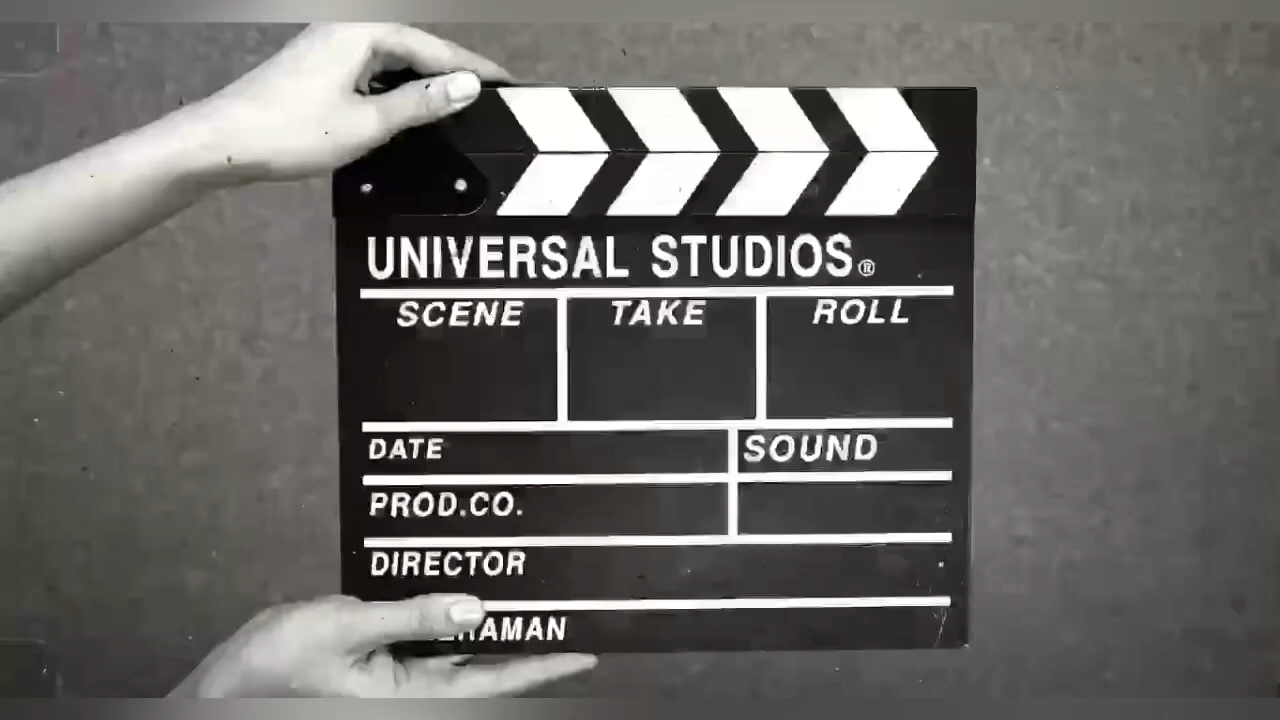 UNIVERSAL STUDIOS®
SCENE TAKE ROLL
DATE SOUND
PROD.CO.
DIRECTOR